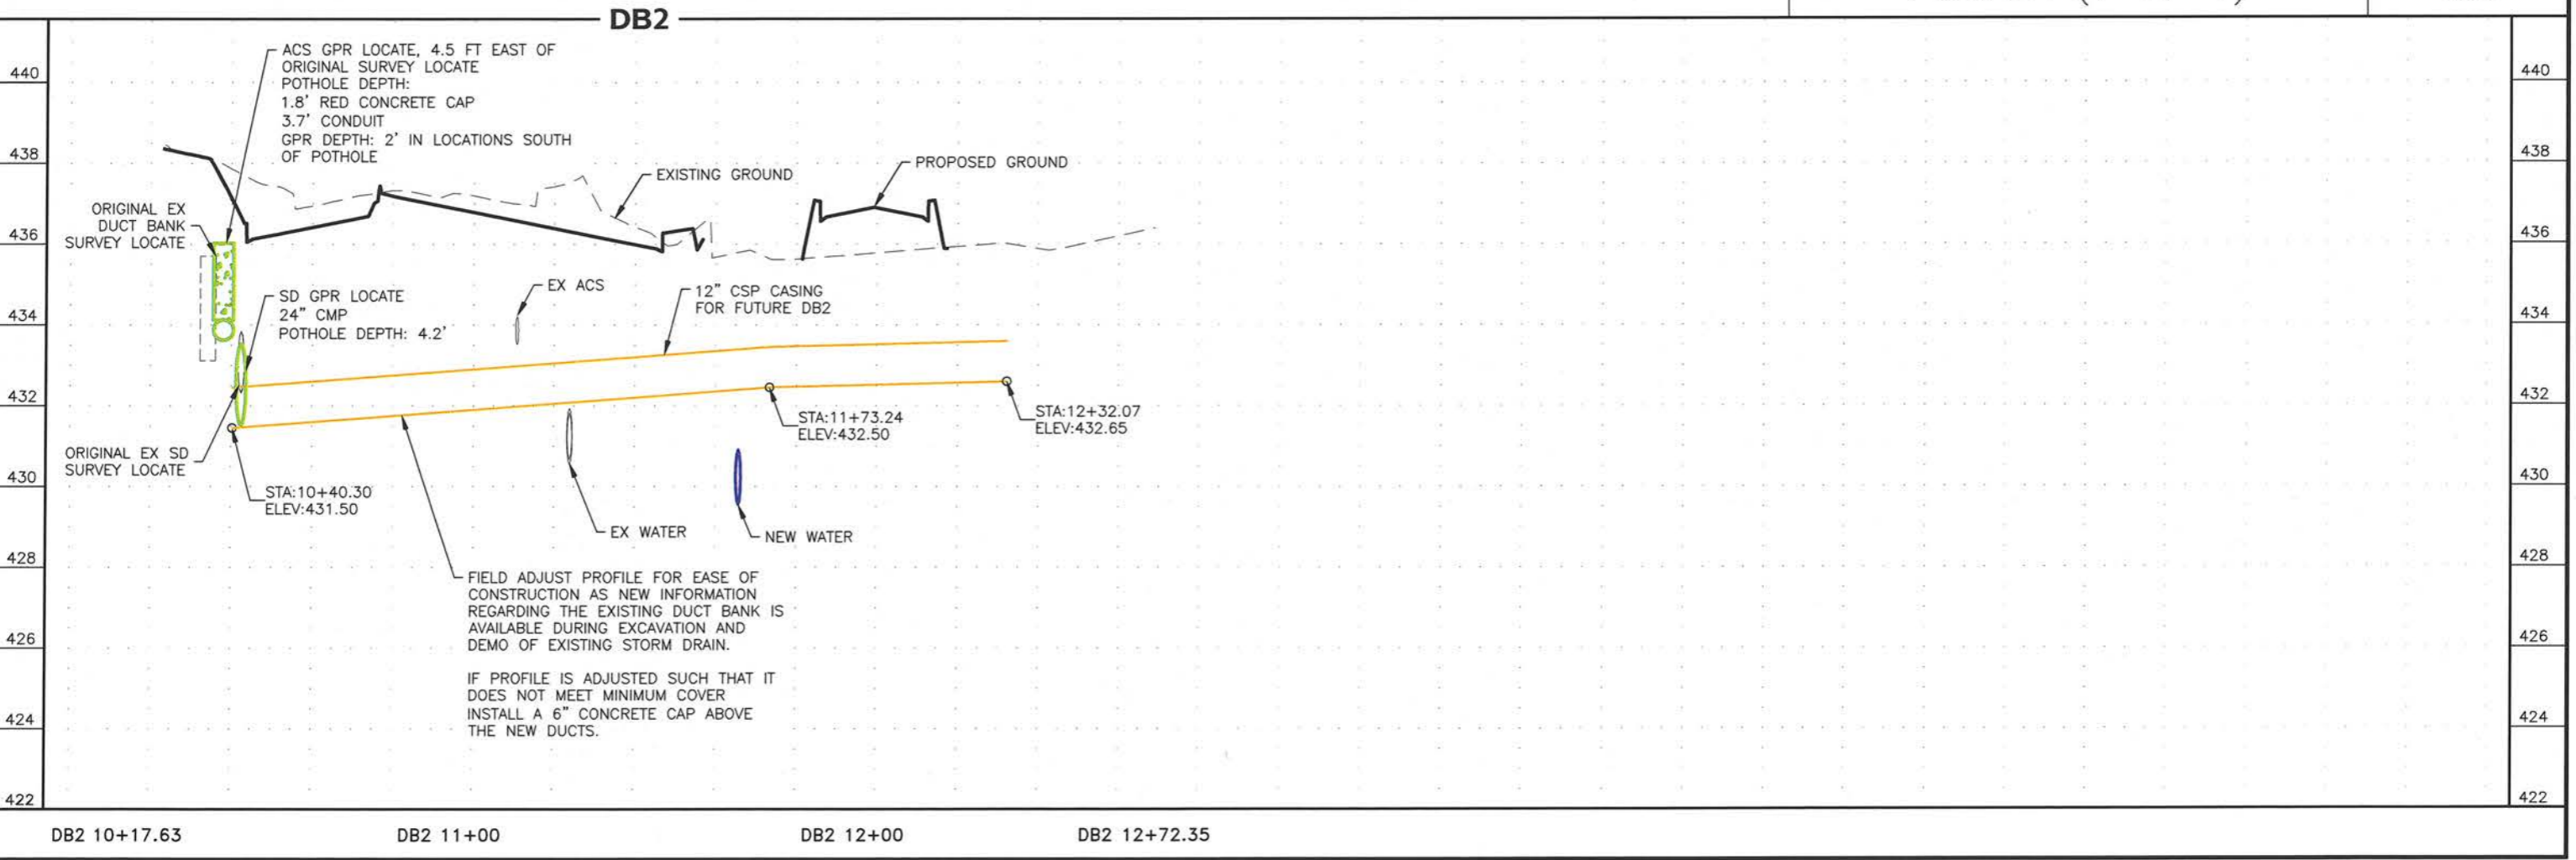 DB2
ACS GPR LOCATE, 4.5 FT EAST OF
ORIGINAL SURVEY LOCATE
POTHOLE DEPTH:
1.8' RED CONCRETE CAP
3.7' CONDUIT
GPR DEPTH: 2' IN LOCATIONS SOUTH
OF POTHOLE
440
438
436
434
432
430
428
426
424
422
440
438
436
434
432
430
428
426
424
422
EXISTING GROUND
PROPOSED GROUND
ORIGINAL EX
DUCT BANK
SURVEY LOCATE
SD GPR LOCATE
24" CMP
POTHOLE DEPTH: 4.2'
EX ACS
12" CSP CASING
FOR FUTURE DB2
STA:11+73.24
ELEV:432.50
STA:12+32.07
ELEV:432.65
ORIGINAL EX SD
SURVEY LOCATE
STA:10+40.30
ELEV:431.50
EX WATER
NEW WATER
FIELD ADJUST PROFILE FOR EASE OF
CONSTRUCTION AS NEW INFORMATION
REGARDING THE EXISTING DUCT BANK IS
AVAILABLE DURING EXCAVATION AND
DEMO OF EXISTING STORM DRAIN.
IF PROFILE IS ADJUSTED SUCH THAT IT
DOES NOT MEET MINIMUM COVER
INSTALL A 6" CONCRETE CAP ABOVE
THE NEW DUCTS.
DB2 10+17.63
DB2 11+00
DB2 12+00
DB2 12+72.35